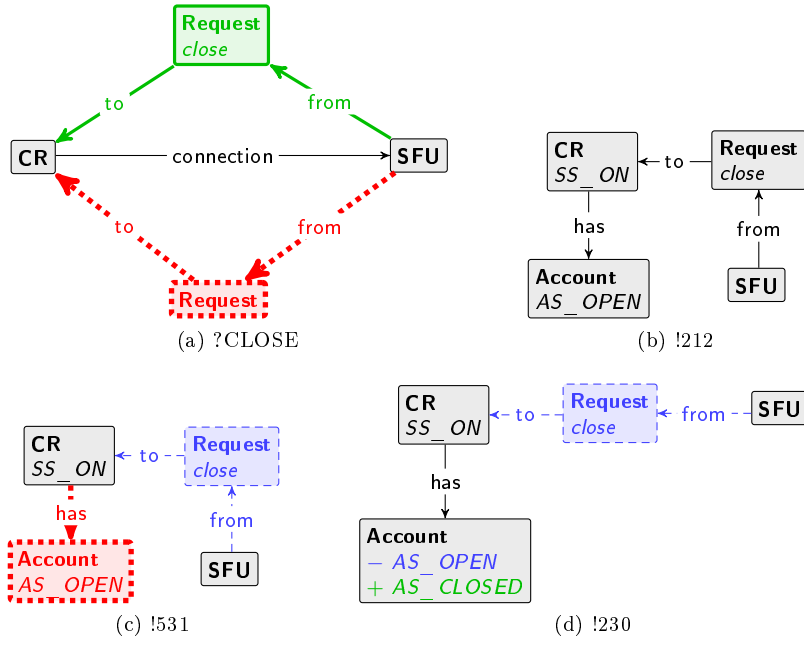 Request
close
to
from
CR
connection
SFU
to
from
Request
(a) ?CLOSE
CR
SS_ON
to
Request
close
has
from
Account
AS_OPEN
SFU
(b) !212
CR
SS_ON
to
Request
close
has
from
Account
AS_OPEN
SFU
(c) !531
CR
SS_ON
to
Request
close
from
SFU
has
Account
− AS_OPEN
+ AS_CLOSED
(d) !230